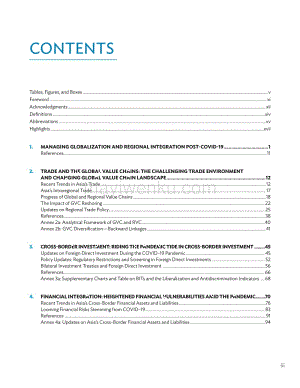 CONTENTS
Tables, Figures, and Boxes v
Foreword ix
Acknowledgments xii
Definitions xiv
Abbreviations xv
Highlights xvii
1. MANAGING GLOBALIZATION AND REGIONAL INTEGRATION POST-COVID-19 1
References 11
2. TRADE AND THE GLOBAL VALUE CHAINS: THE CHALLENGING TRADE ENVIRONMENT
AND CHANGING GLOBAL VALUE CHAIN LANDSCAPE 12
Recent Trends in Asia's Trade 12
Asia's Intraregional Trade 17
Progress of Global and Regional Value Chains 18
The Impact of GVC Reshoring 22
Updates on Regional Trade Policy 25
References 38
Annex 2a: Analytical Framework of GVC and RVC 40
Annex 2b: GVC Diversification – Backward Linkages 41
3. CROSS-BORDER INVESTMENT: RIDING THE PANDEMIC TIDE IN CROSS-BORDER INVESTMENT 45
Updates on Foreign Direct Investment During the COVID-19 Pandemic 45
Policy Updates: Regulatory Restrictions and Screening in Foreign Direct Investments 52
Bilateral Investment Treaties and Foreign Direct Investment 56
References 66
Annex 3a: Supplementary Charts and Table on BITs and the Liberalization and Antidiscrimination Indicators 68
4. FINANCIAL INTEGRATION: HEIGHTENED FINANCIAL VULNERABILITIES AMID THE PANDEMIC 70
Recent Trends in Asia's Cross-Border Financial Assets and Liabilities 76
Looming Financial Risks Stemming from COVID-19 83
References 91
Annex 4a: Updates on Asia's Cross-Border Financial Assets and Liabilities 94
iii